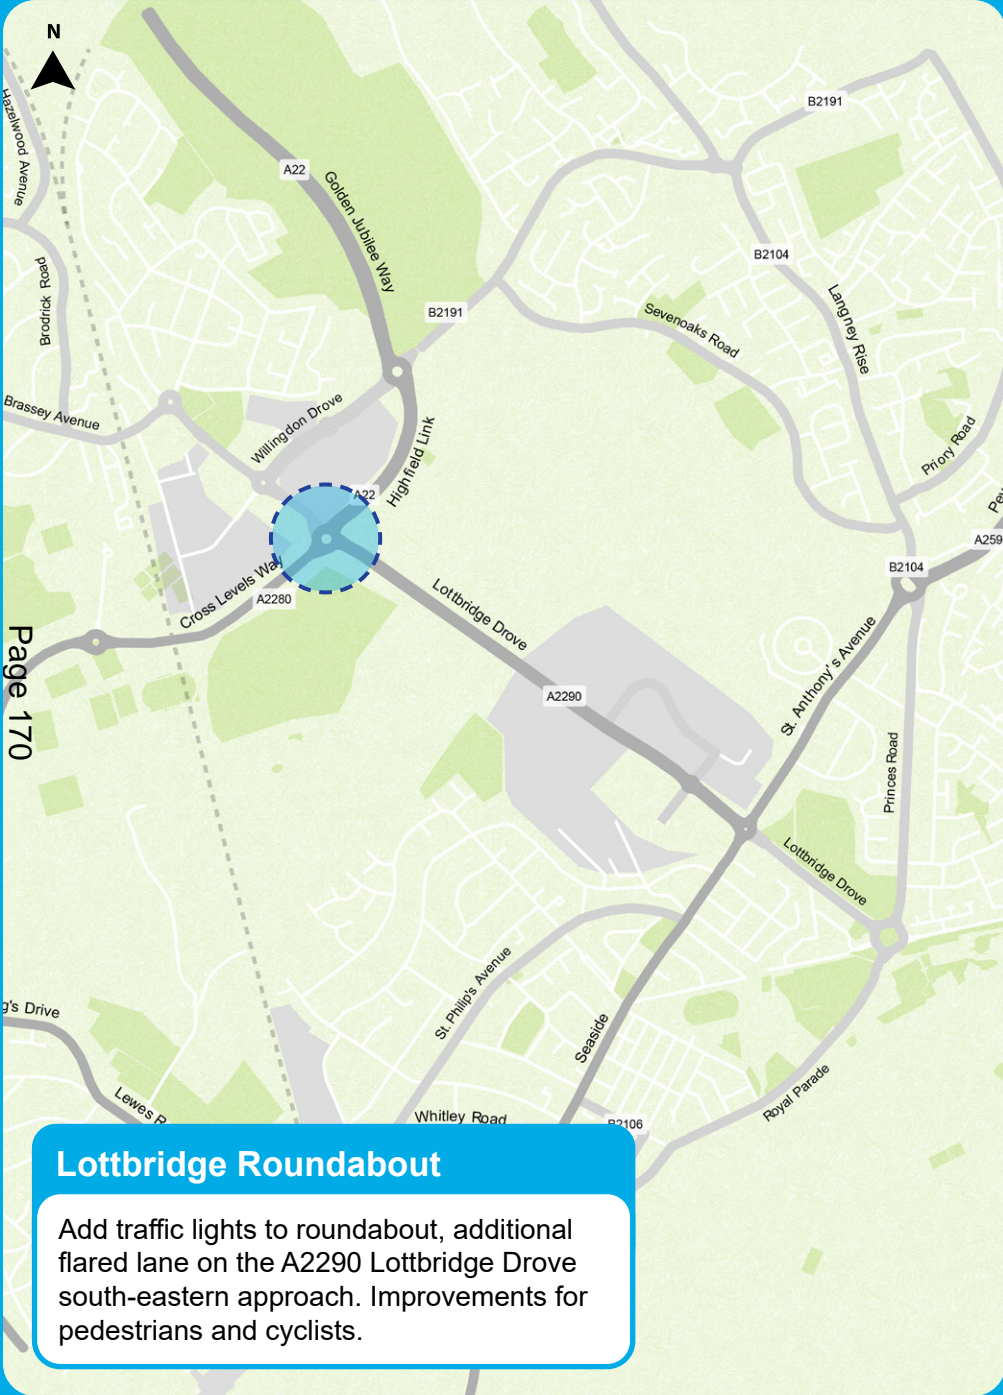 N
Hazelwood Avenue
A22
B2191
Golden Jubilee Way
Brodrick Road
B2104
B2191
Langney Rise
Sevenoaks Road
Brassey Avenue
Willingdon Drove
Highfield Link
Priory Road
A22
A259
B2104
Cross Levels Way
A2280
Lottbridge Drove
Page 170
A2290
St. Anthony's Avenue
Princes Road
Lottbridge Drove
St. Philip's Avenue
g's Drive
Seaside
Lewes R
Whitley Road
Royal Parade
B2106
Lottbridge Roundabout
Add traffic lights to roundabout, additional
flared lane on the A2290 Lottbridge Drove
south-eastern approach. Improvements for
pedestrians and cyclists.